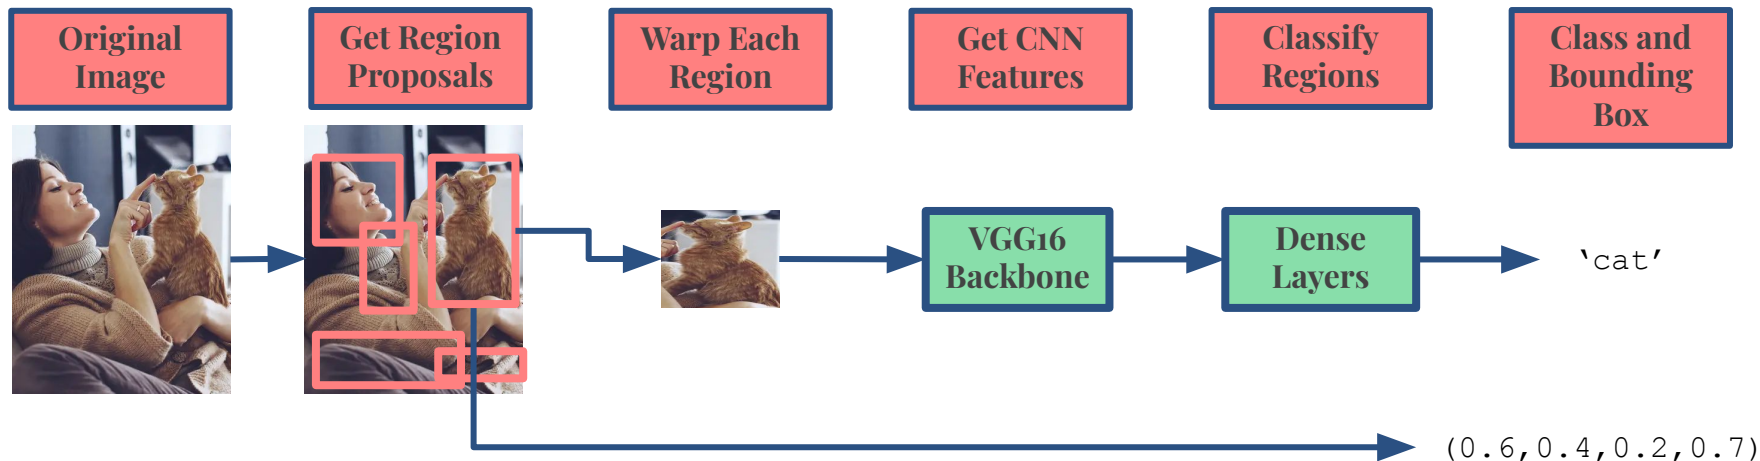 Original
Image
Get Region
Proposals
Warp Each
Region
Get CNN
Features
Classify
Regions
Class and
Bounding
Box
VGG16
Backbone
Dense
Layers
‘cat’
(0.6,0.4,0.2,0.7)